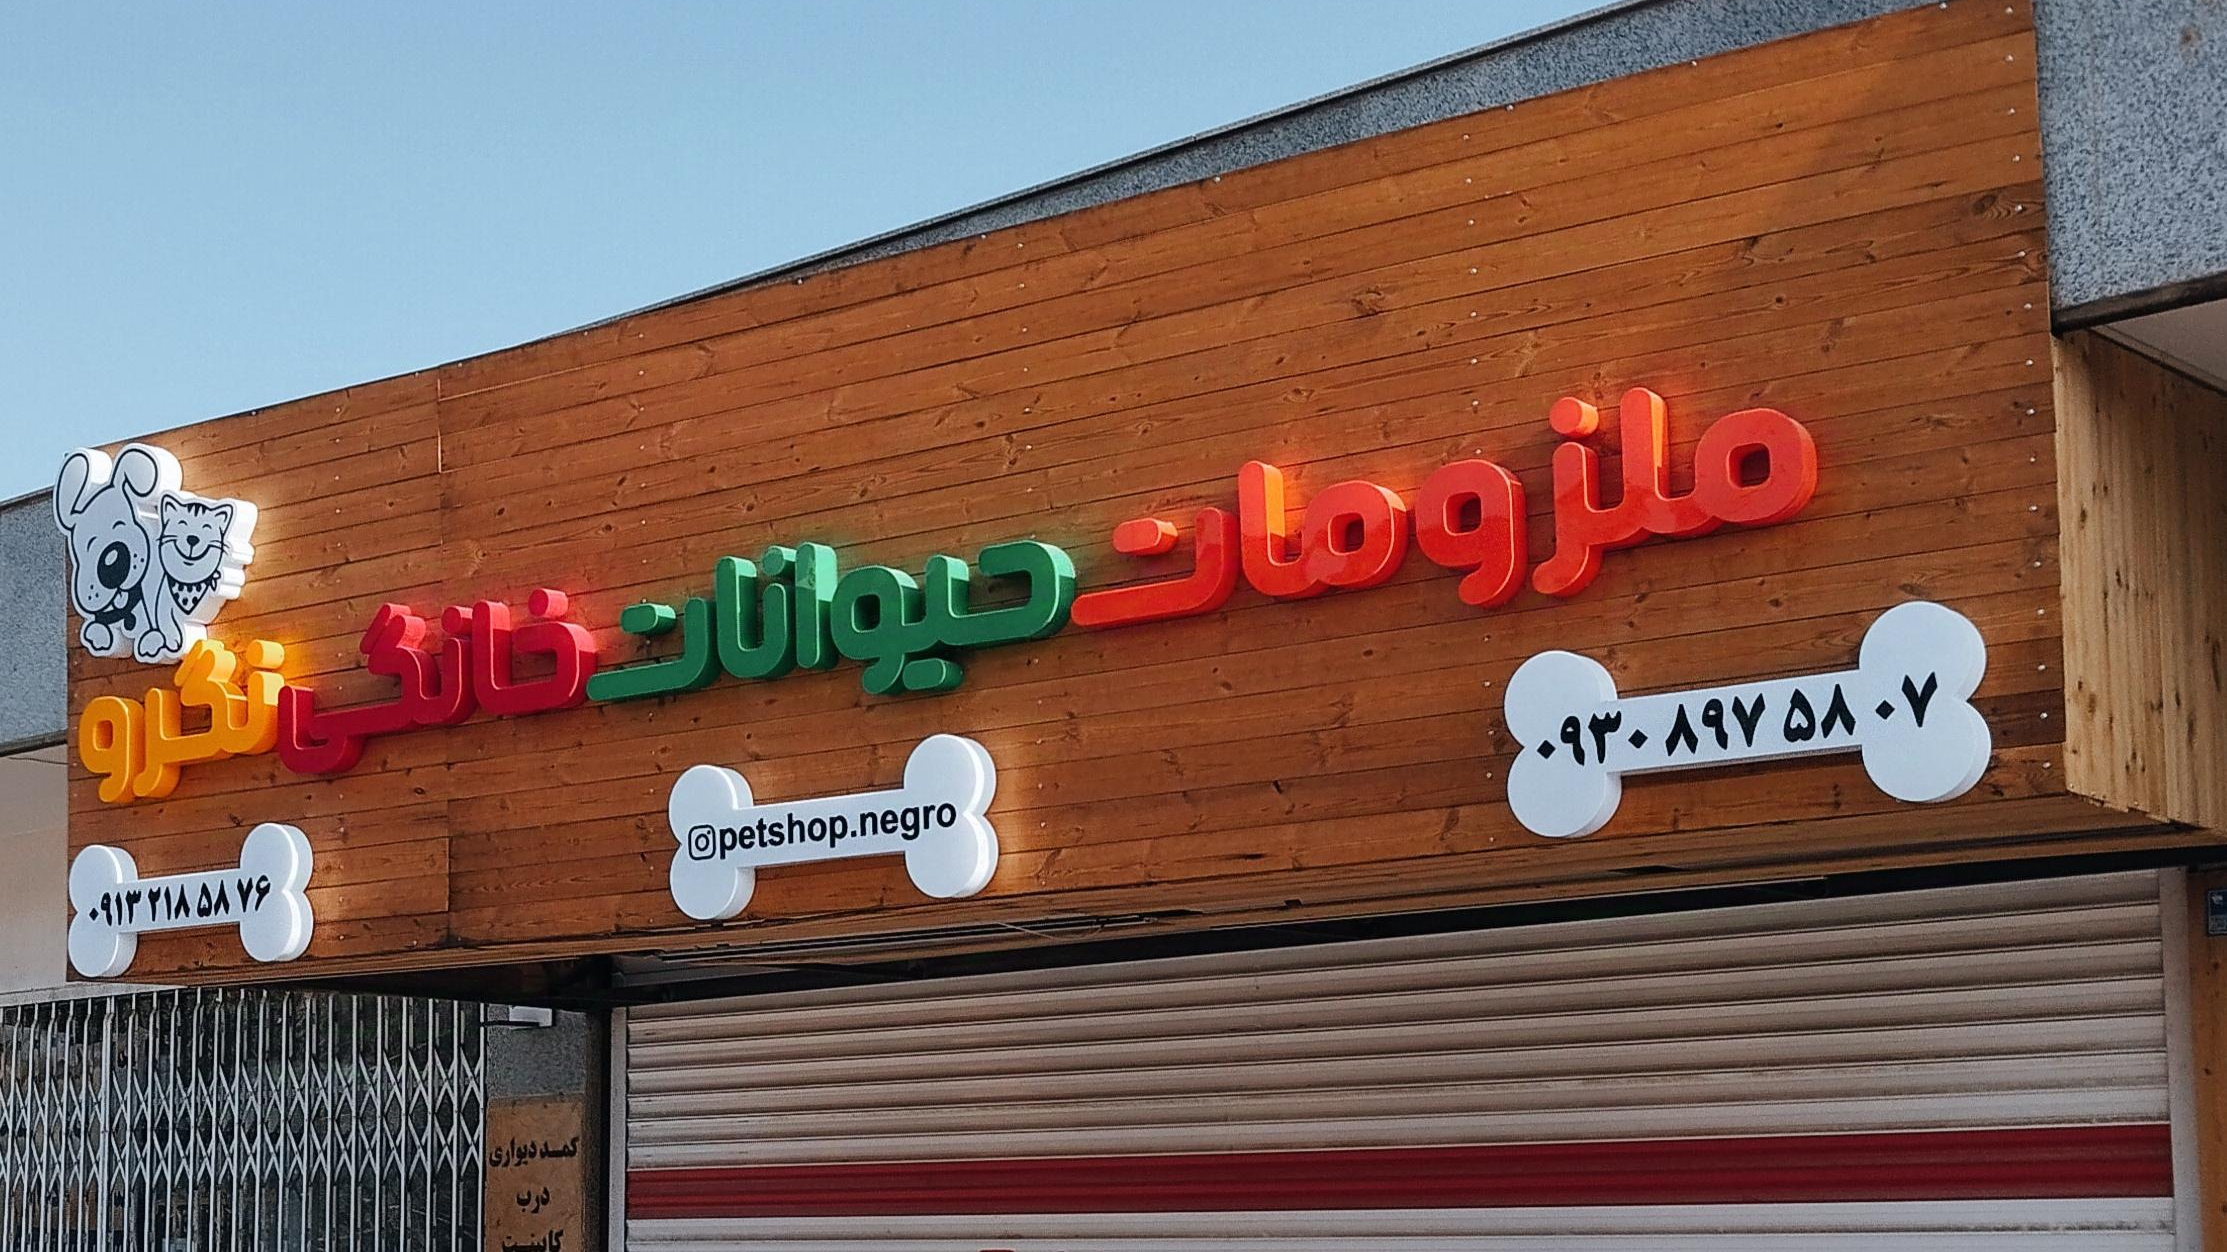 ملزومات حیوانات خانگی نگرو
۰۹۳۰ ۸۹۷ ۵۸ ۰۷
petshop.negro
۰۹۱۳ ۲۱۸ ۵۸ ۷۶
کمد دیواری
درب
کابینت